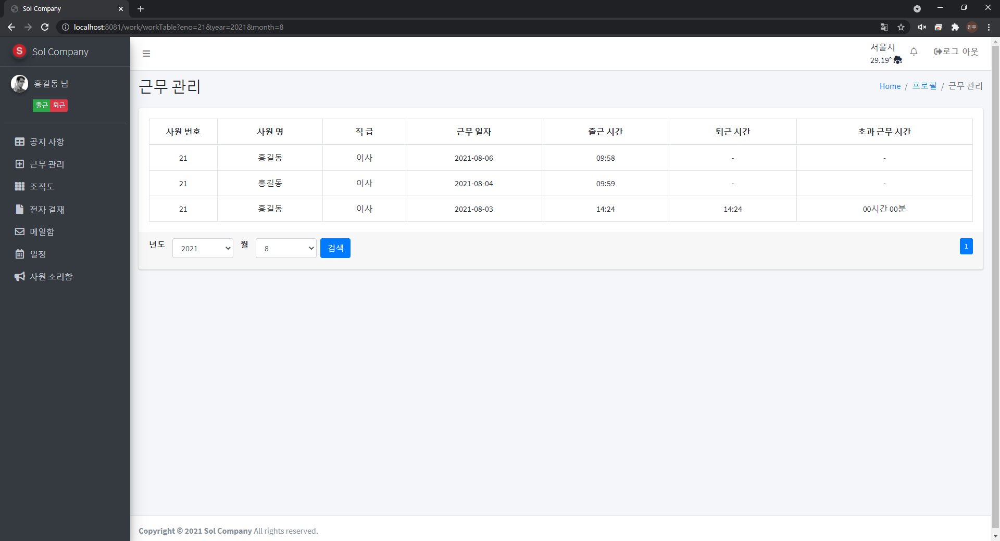 Sol Company
localhost:8081/work/workTable?eno=21&year=2021&month=8
진우
S Sol Company
서울시
29.19°
로그 아웃
홍길동 님
출근 퇴근
근무 관리
Home / 프로필 / 근무 관리
공지 사항
근무 관리
조직도
전자 결재
메일함
일정
사원 소리함
사원 번호 사원 명 직 급 근무 일자 출근 시간 퇴근 시간 초과 근무 시간
21 홍길동 이사 2021-08-06 09:58 - -
21 홍길동 이사 2021-08-04 09:59 - -
21 홍길동 이사 2021-08-03 14:24 14:24 00시간 00분
년도 2021 월 8 검색 1
Copyright © 2021 Sol Company All rights reserved.